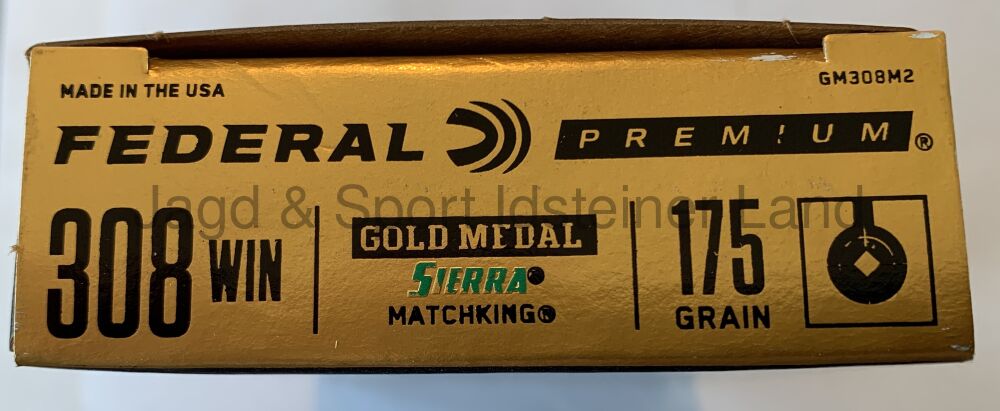 MADE IN THE USA
GM308M2
FEDERAL PREMIUM®
Jagd & Sport Idsteiner Land
308 WIN
GOLD MEDAL
SIERRA
MATCHKING®
175
GRAIN